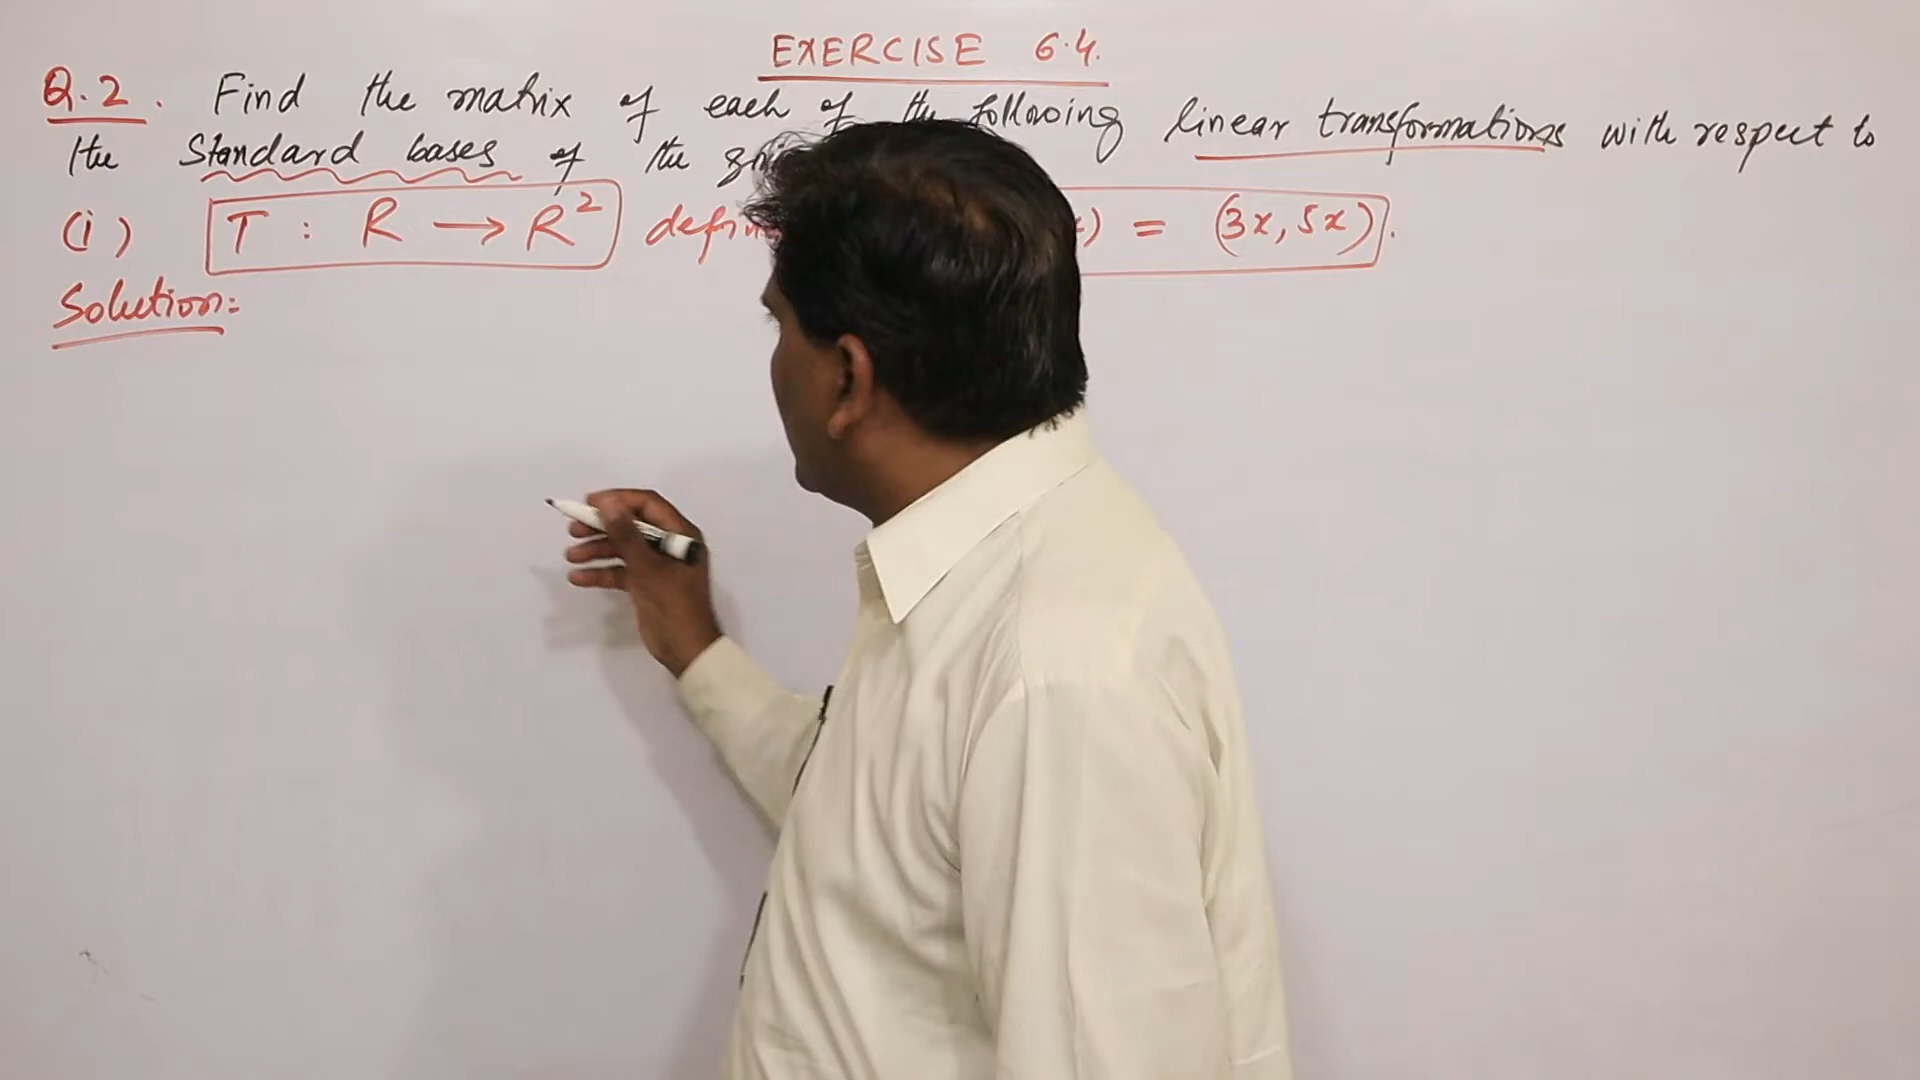 EXERCISE 6.4.
Q.2. Find the matrix of each of the following linear transformations with respect to
the Standard bases of the
(i) T : R → R² ) = (3x, 5x).
Solution: